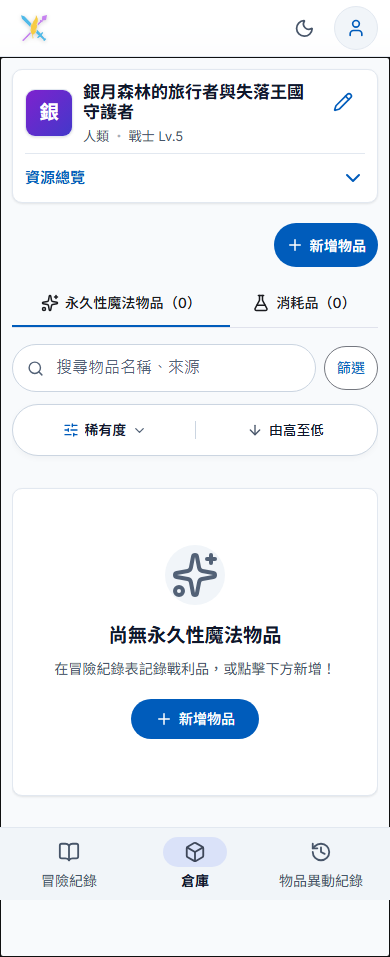 銀
銀月森林的旅行者與失落王國
守護者
人類 • 戰士 Lv.5
資源總覽
新增物品
永久性魔法物品（0）
消耗品（0）
搜尋物品名稱、來源
篩選
稀有度
由高至低
尚無永久性魔法物品
在冒險紀錄表記錄戰利品，或點擊下方新增！
新增物品
冒險紀錄
倉庫
物品異動紀錄